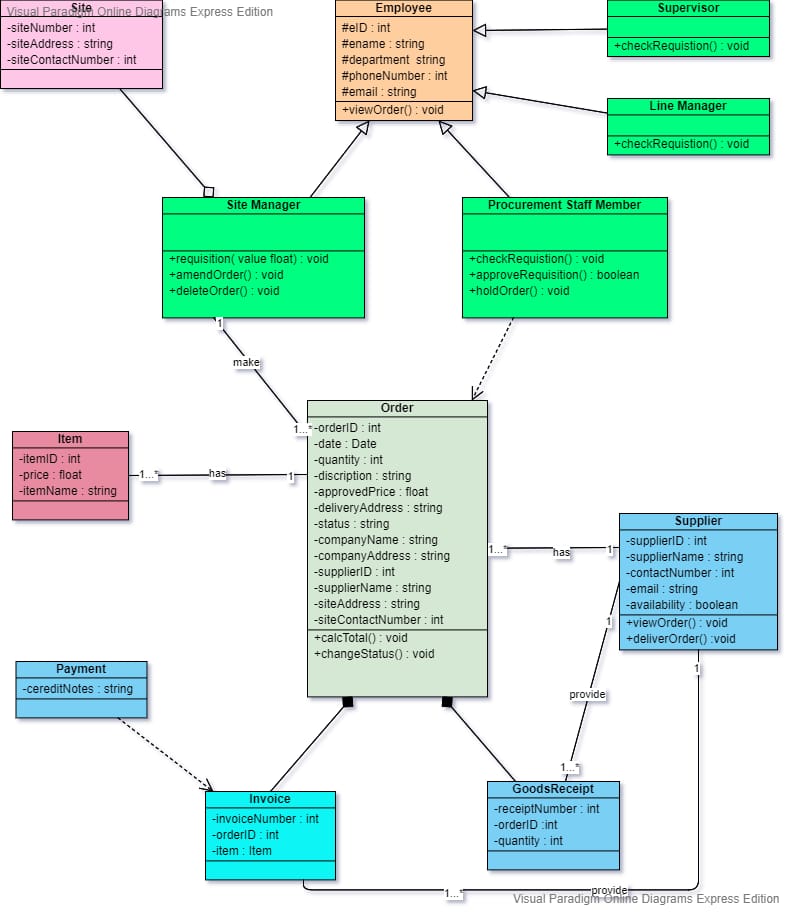 Visual Paradigm Online Diagrams Express Edition
Site
-siteNumber : int
-siteAddress : string
-siteContactNumber : int
Employee
#eID : int
#ename : string
#department string
#phoneNumber : int
#email : string
+viewOrder() : void
Supervisor
+checkRequistion() : void
Line Manager
+checkRequistion() : void
Site Manager
+requisition( value float) : void
+amendOrder() : void
+deleteOrder() : void
Procurement Staff Member
+checkRequistion() : void
+approveRequisition() : boolean
+holdOrder() : void
1
make
1...*
Order
-orderID : int
-date : Date
-quantity : int
-discription : string
-approvedPrice : float
-deliveryAddress : string
-status : string
-companyName : string
-companyAddress : string
-supplierID : int
-supplierName : string
-siteAddress : string
-siteContactNumber : int
+calcTotal() : void
+changeStatus() : void
Item
-itemID : int
-price : float
-itemName : string
1...*
has
1
Supplier
-supplierID : int
-supplierName : string
-contactNumber : int
-email : string
-availability : boolean
+viewOrder() : void
+deliverOrder() :void
1...*
has
1
1
provide
1...*
1
Payment
-cereditNotes : string
Invoice
-invoiceNumber : int
-orderID : int
-item : Item
GoodsReceipt
-receiptNumber : int
-orderID :int
-quantity : int
1...*
provide
Visual Paradigm Online Diagrams Express Edition